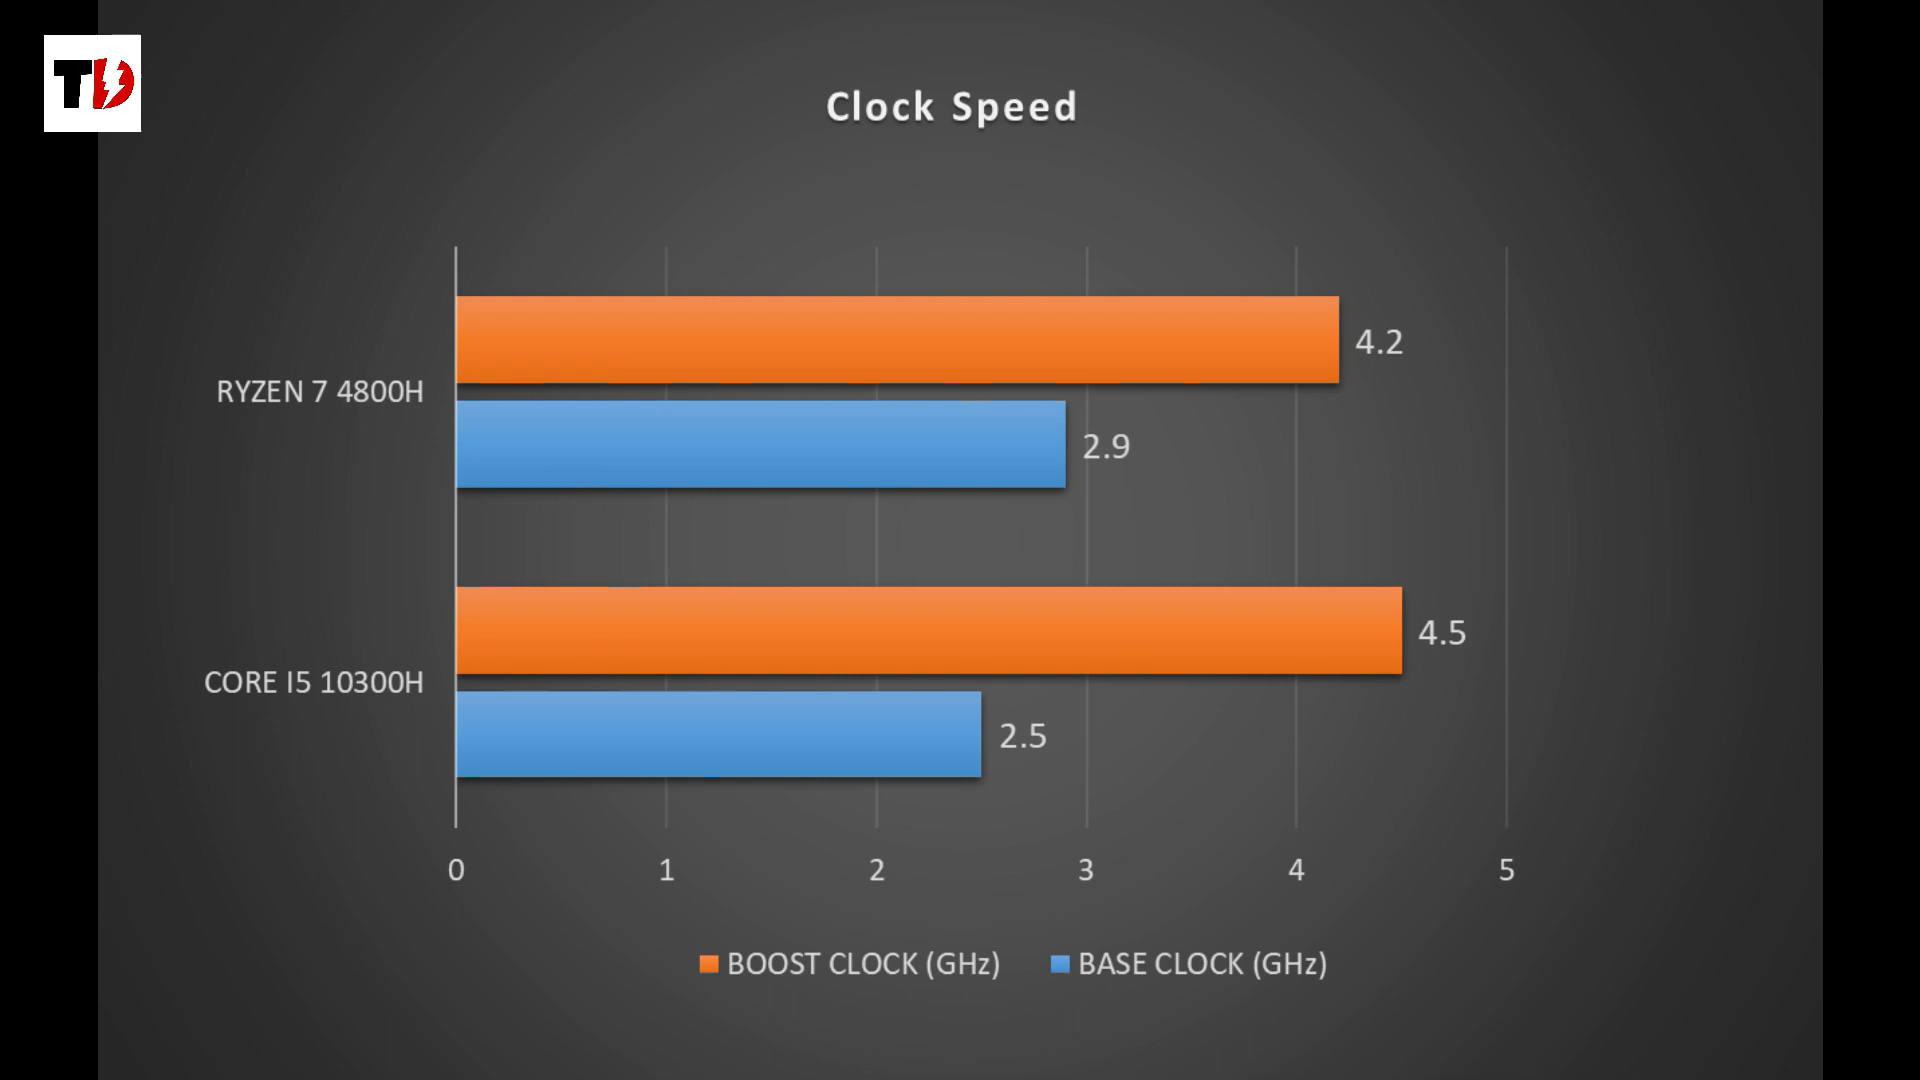 TD
Clock Speed
4.2
RYZEN 7 4800H
2.9
4.5
CORE I5 10300H
2.5
0 1 2 3 4 5
BOOST CLOCK (GHz) BASE CLOCK (GHz)